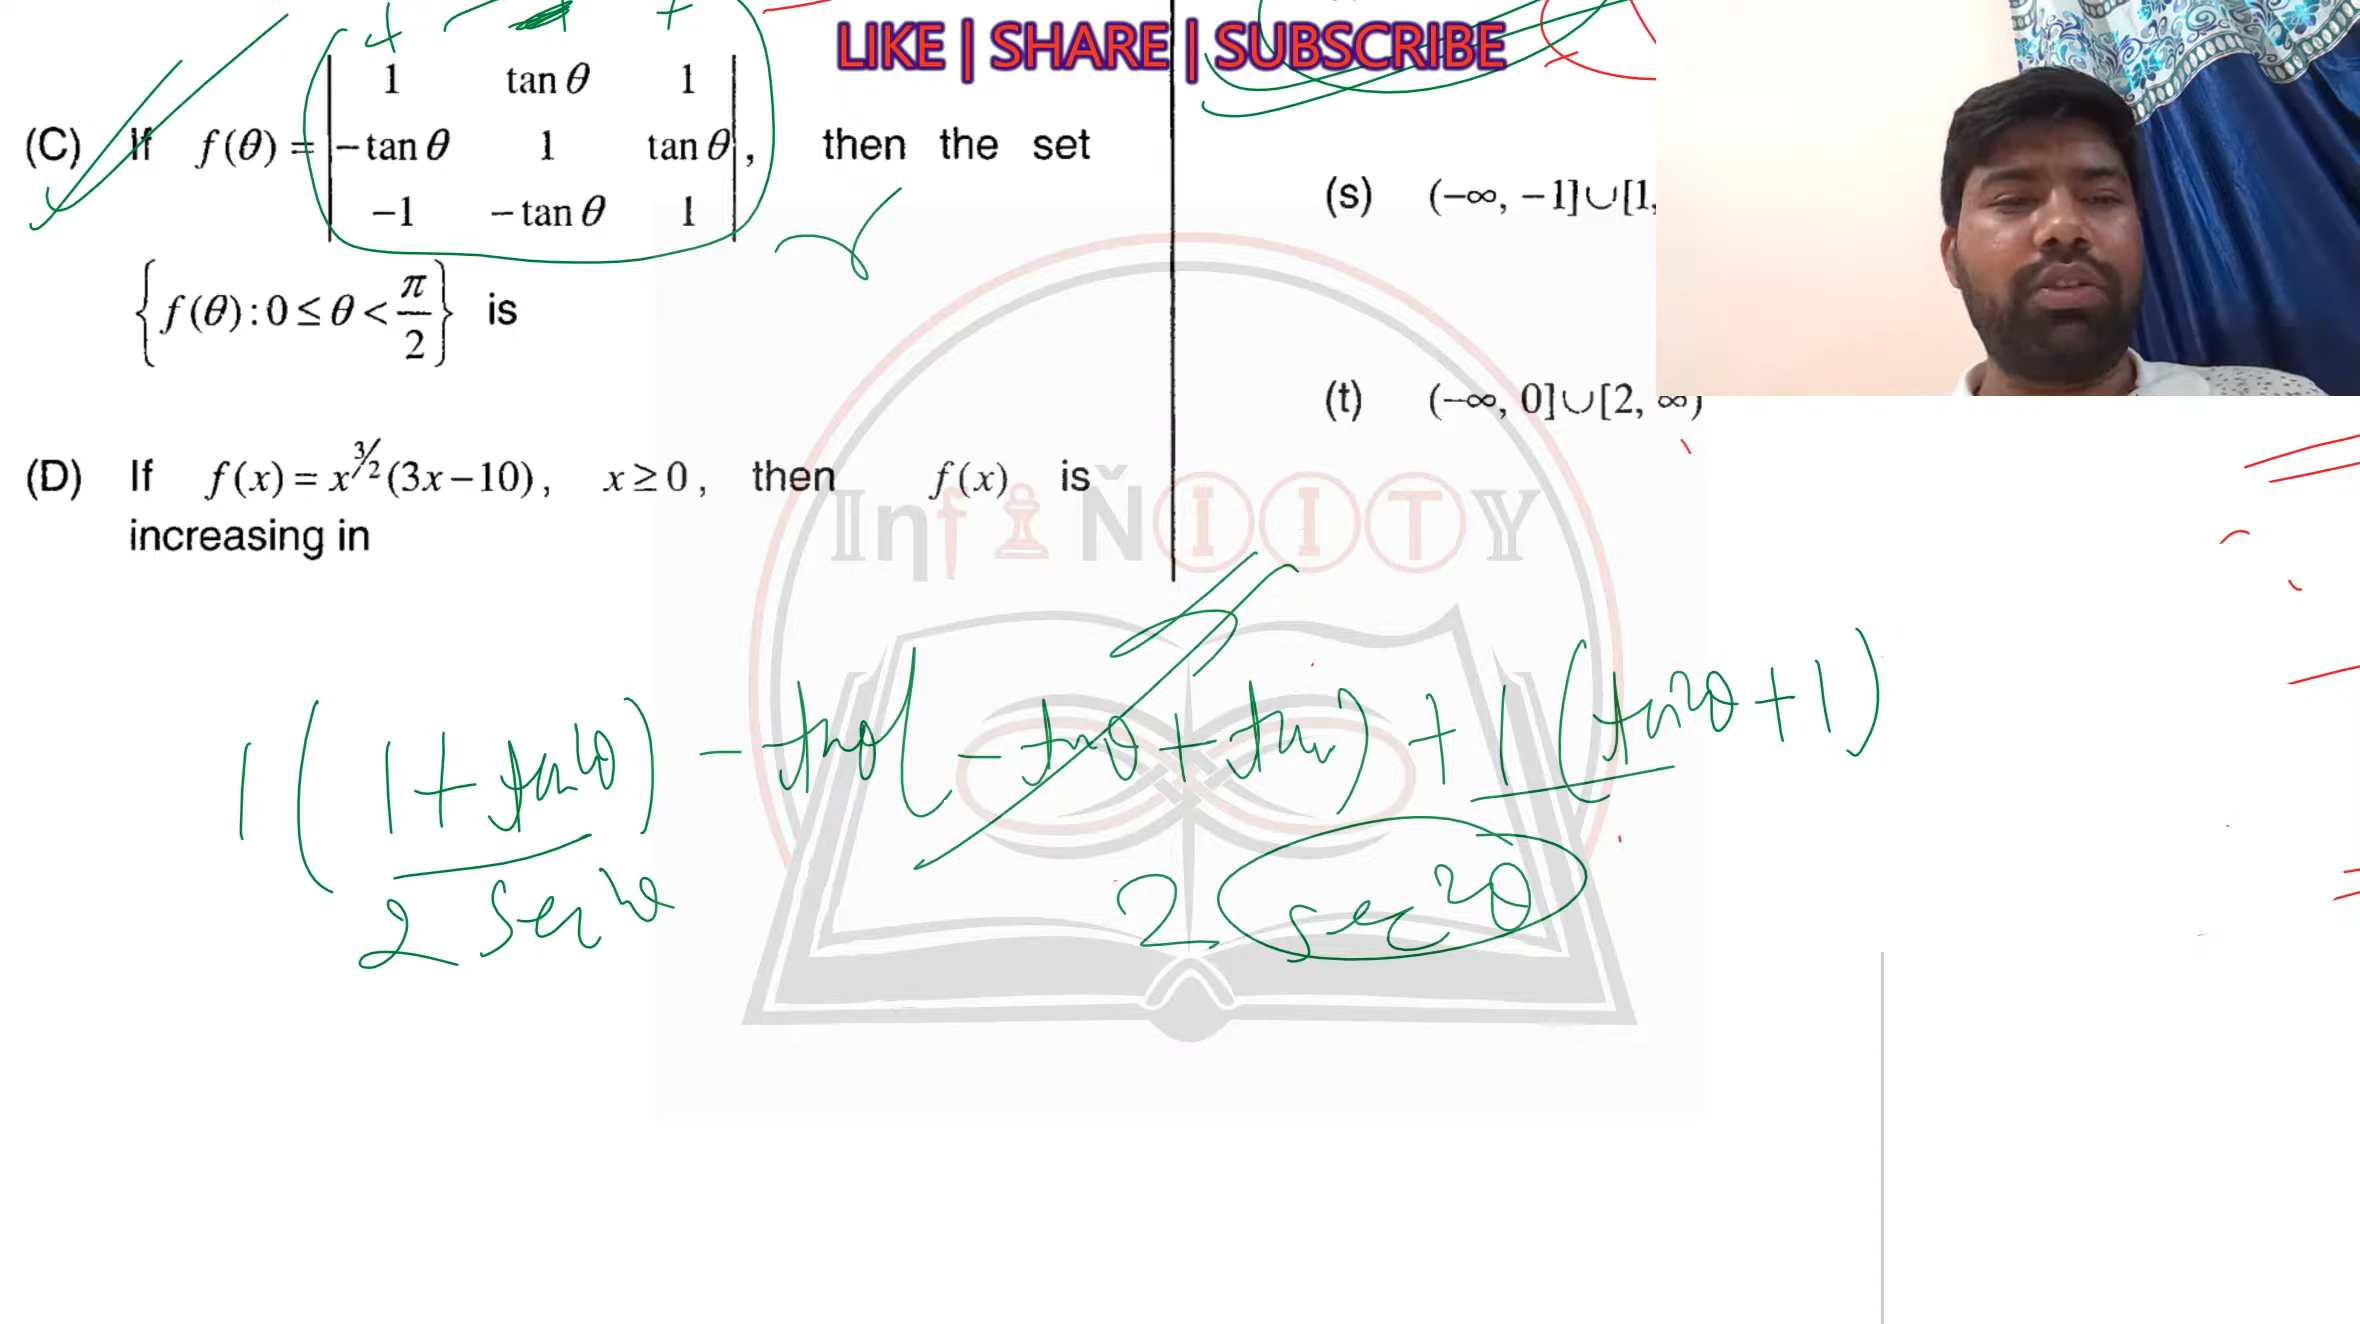 LIKE | SHARE | SUBSCRIBE
+ − +
(C) If f(θ) = | 1 tan θ 1 |
| −tan θ 1 tan θ | , then the set
| −1 −tan θ 1 |
{ f(θ) : 0 ≤ θ < π/2 } is
(D) If f(x) = x^3/2 (3x − 10), x ≥ 0, then f(x) is
increasing in
(s) (−∞, −1]∪[1,
(t) (−∞, 0]∪[2, ∞)
InfiŇIITY
1 ( 1 + tan²θ ) − tanθ ( − tanθ + tan ) + 1 ( tan²θ + 1 )
2 sec²θ 2 sec²θ